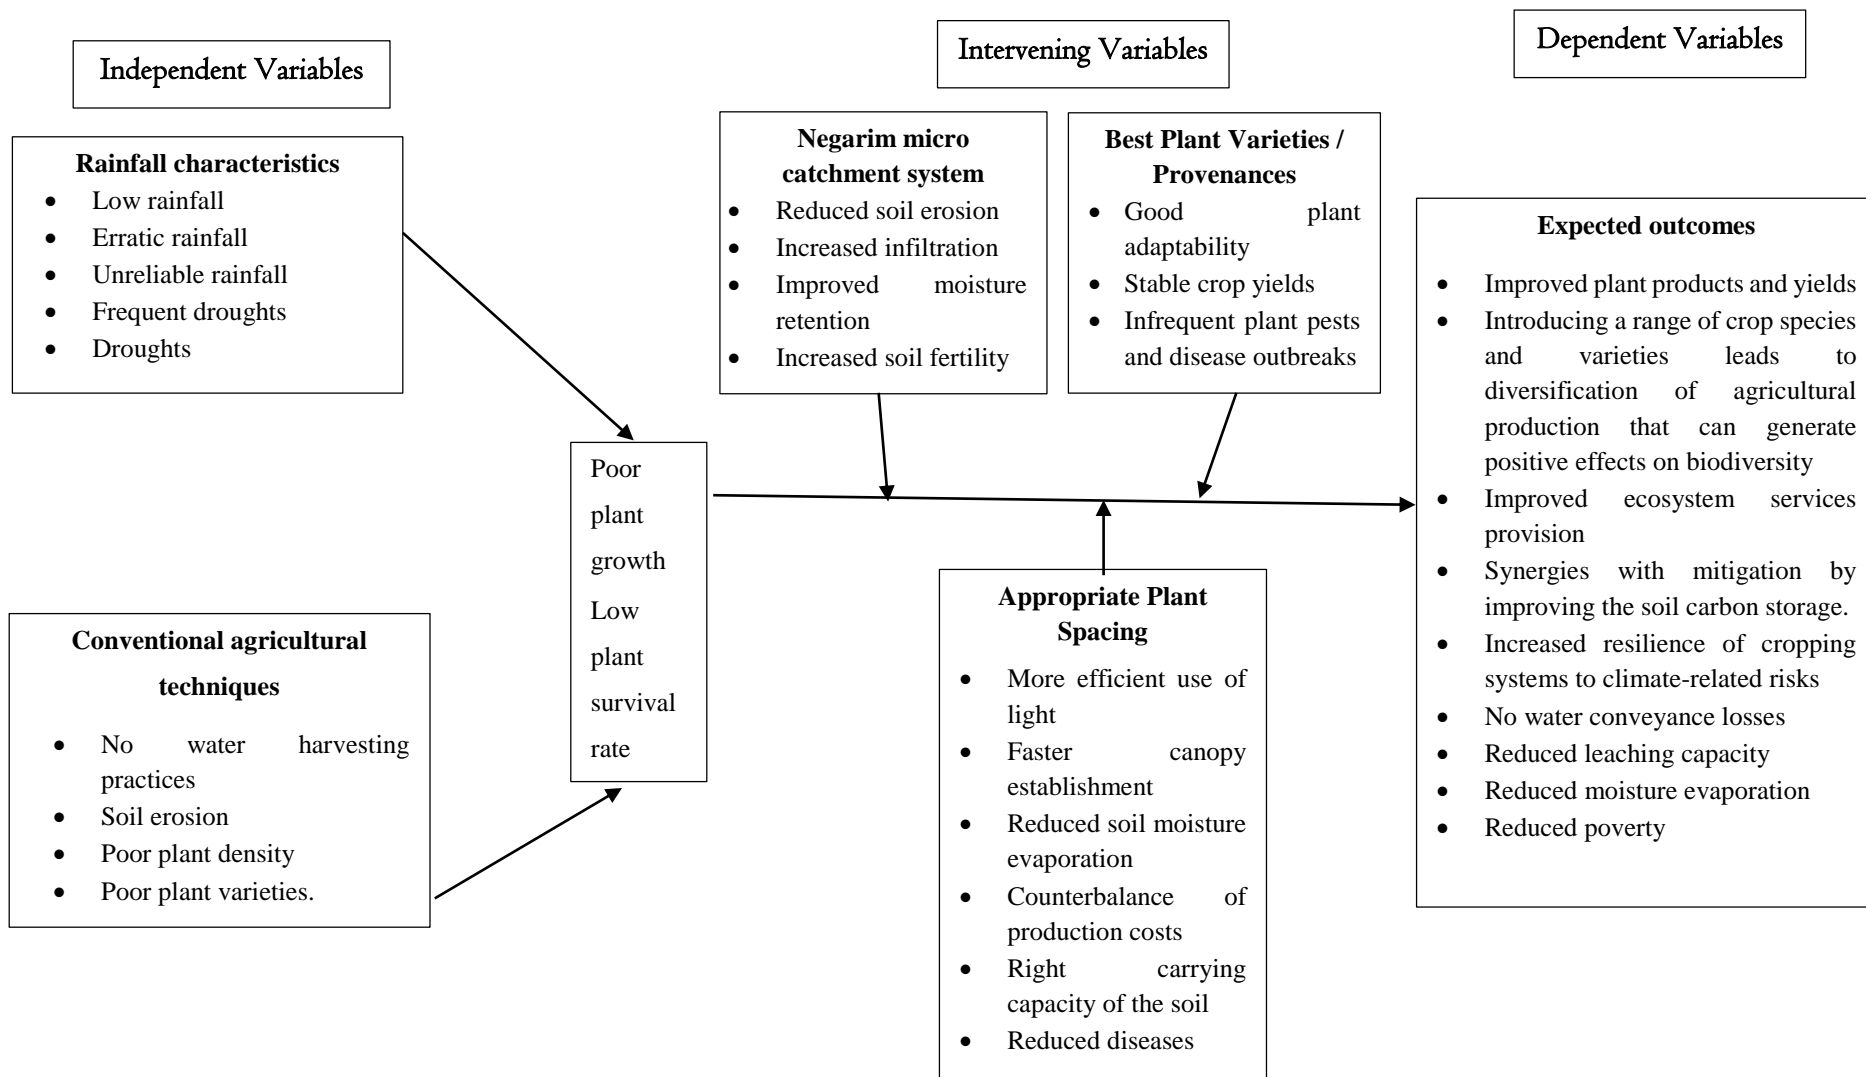 Independent Variables
Intervening Variables
Dependent Variables
Rainfall characteristics
• Low rainfall
• Erratic rainfall
• Unreliable rainfall
• Frequent droughts
• Droughts
Conventional agricultural
techniques
• No water harvesting
practices
• Soil erosion
• Poor plant density
• Poor plant varieties.
Poor
plant
growth
Low
plant
survival
rate
Negarim micro
catchment system
• Reduced soil erosion
• Increased infiltration
• Improved moisture
retention
• Increased soil fertility
Best Plant Varieties /
Provenances
• Good plant
adaptability
• Stable crop yields
• Infrequent plant pests
and disease outbreaks
Appropriate Plant
Spacing
• More efficient use of
light
• Faster canopy
establishment
• Reduced soil moisture
evaporation
• Counterbalance of
production costs
• Right carrying
capacity of the soil
• Reduced diseases
Expected outcomes
• Improved plant products and yields
• Introducing a range of crop species
and varieties leads to
diversification of agricultural
production that can generate
positive effects on biodiversity
• Improved ecosystem services
provision
• Synergies with mitigation by
improving the soil carbon storage.
• Increased resilience of cropping
systems to climate-related risks
• No water conveyance losses
• Reduced leaching capacity
• Reduced moisture evaporation
• Reduced poverty